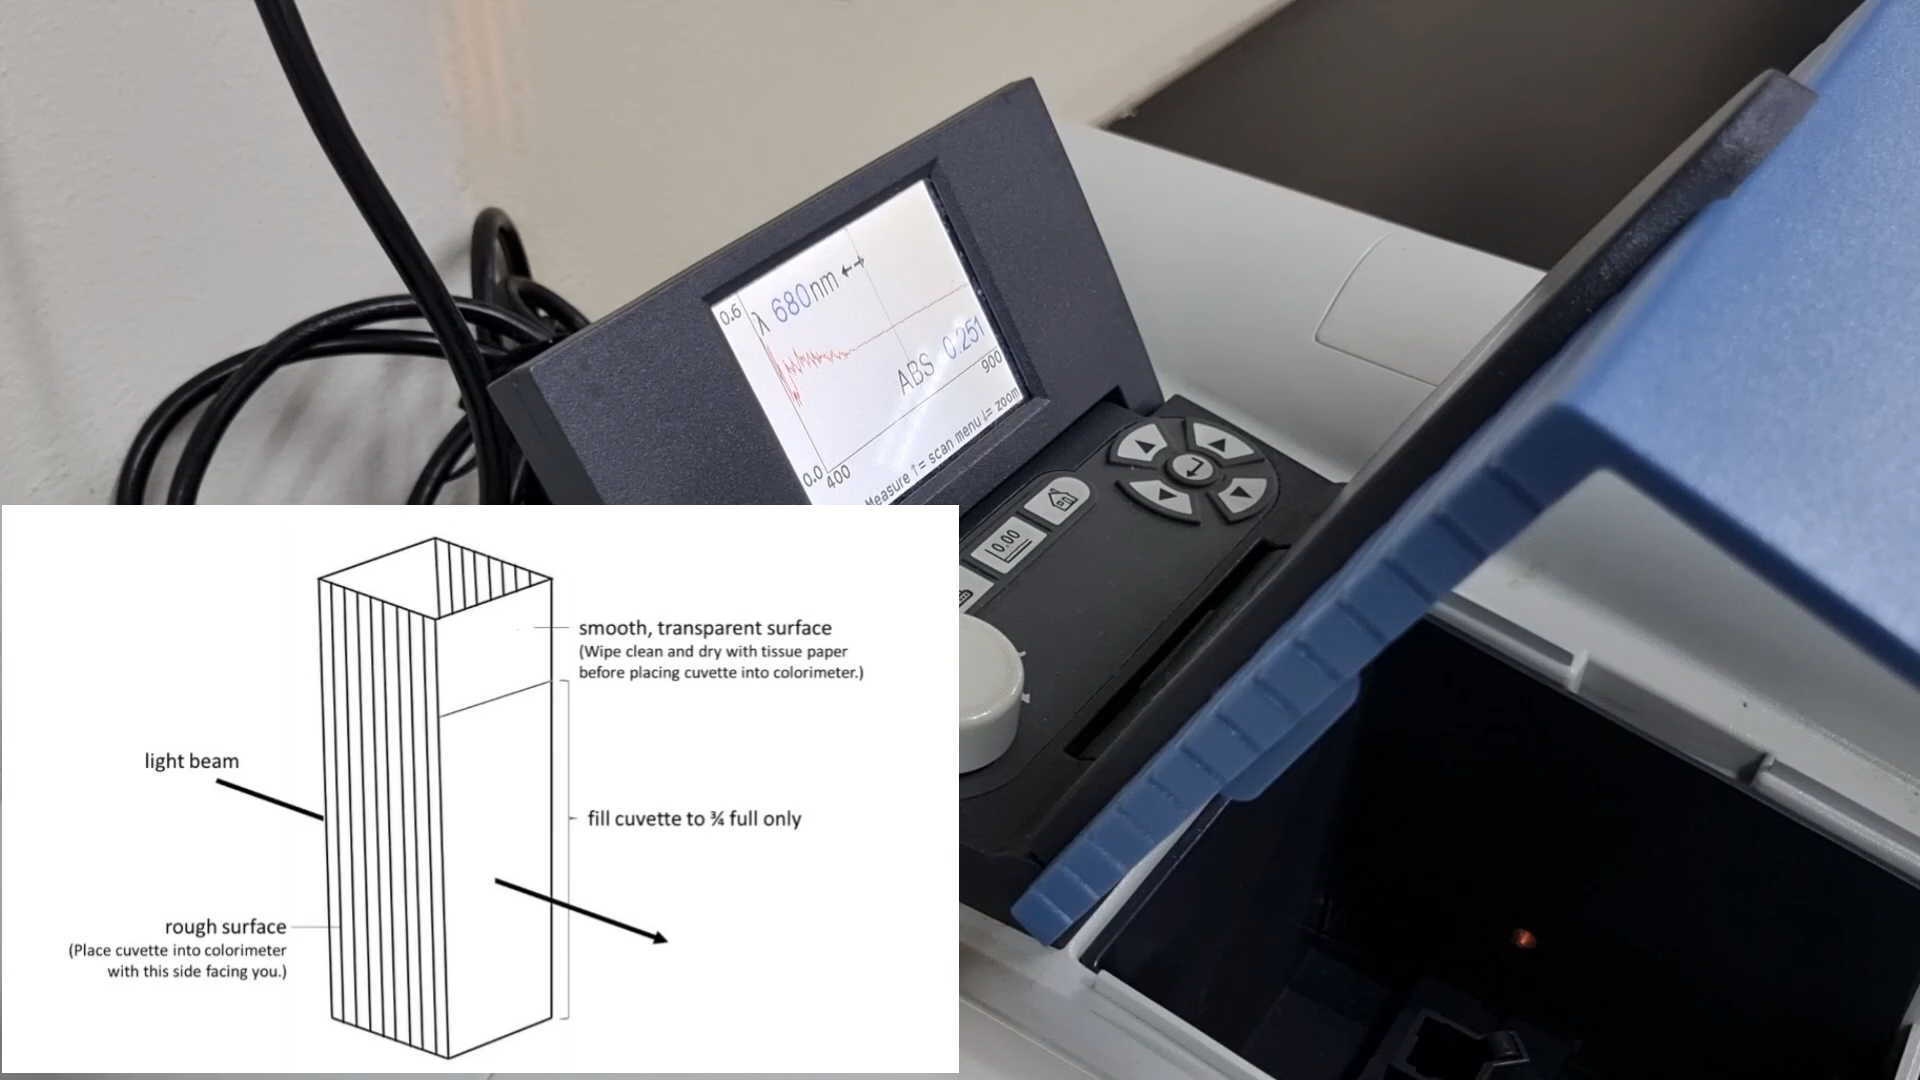 0.6
λ 680nm
ABS 0.251
0.0
400
900
Measure ↑= scan menu ↓= zoom
0.00
smooth, transparent surface
(Wipe clean and dry with tissue paper
before placing cuvette into colorimeter.)
light beam
fill cuvette to ¾ full only
rough surface
(Place cuvette into colorimeter
with this side facing you.)